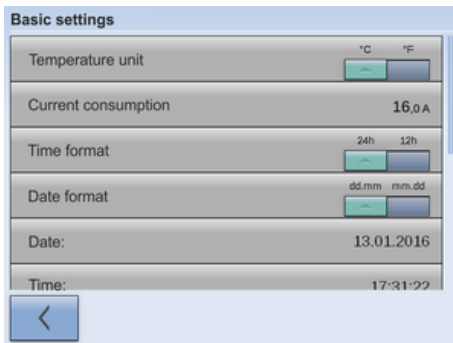 Basic settings
°C °F
Temperature unit
Current consumption 16,0 A
24h 12h
Time format
dd.mm mm.dd
Date format
Date: 13.01.2016
Time: 17:31:22